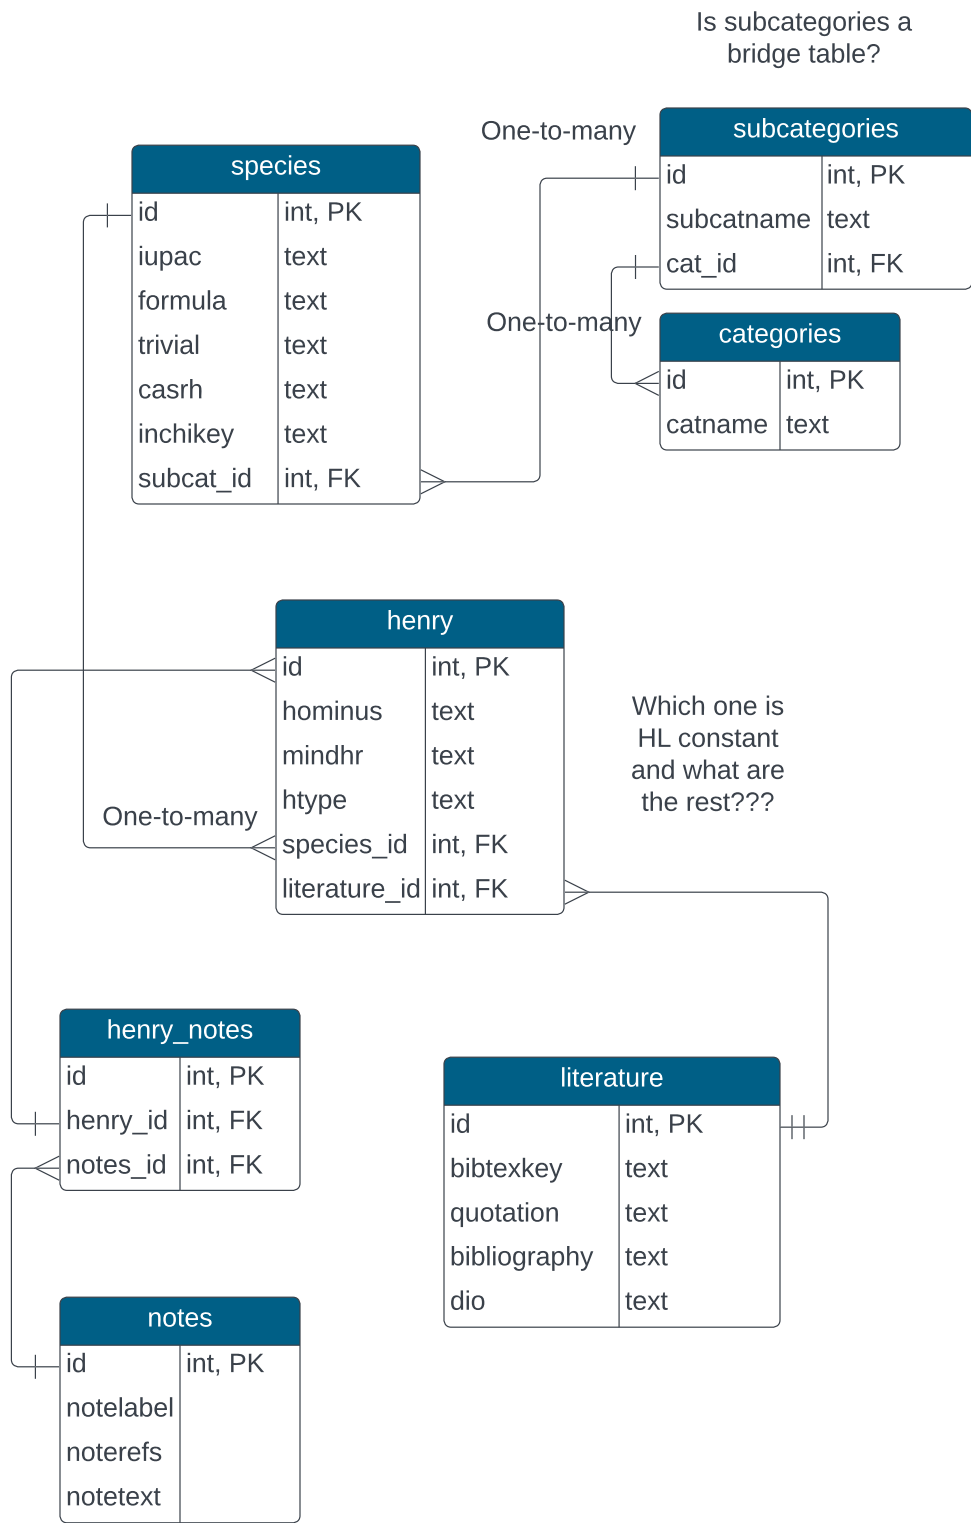 Is subcategories a
bridge table?
One-to-many
subcategories
id int, PK
subcatname text
cat_id int, FK
species
id int, PK
iupac text
formula text
trivial text
casrh text
inchikey text
subcat_id int, FK
One-to-many
categories
id int, PK
catname text
henry
id int, PK
hominus text
mindhr text
htype text
species_id int, FK
literature_id int, FK
Which one is
HL constant
and what are
the rest???
One-to-many
henry_notes
id int, PK
henry_id int, FK
notes_id int, FK
literature
id int, PK
bibtexkey text
quotation text
bibliography text
dio text
notes
id int, PK
notelabel
noterefs
notetext